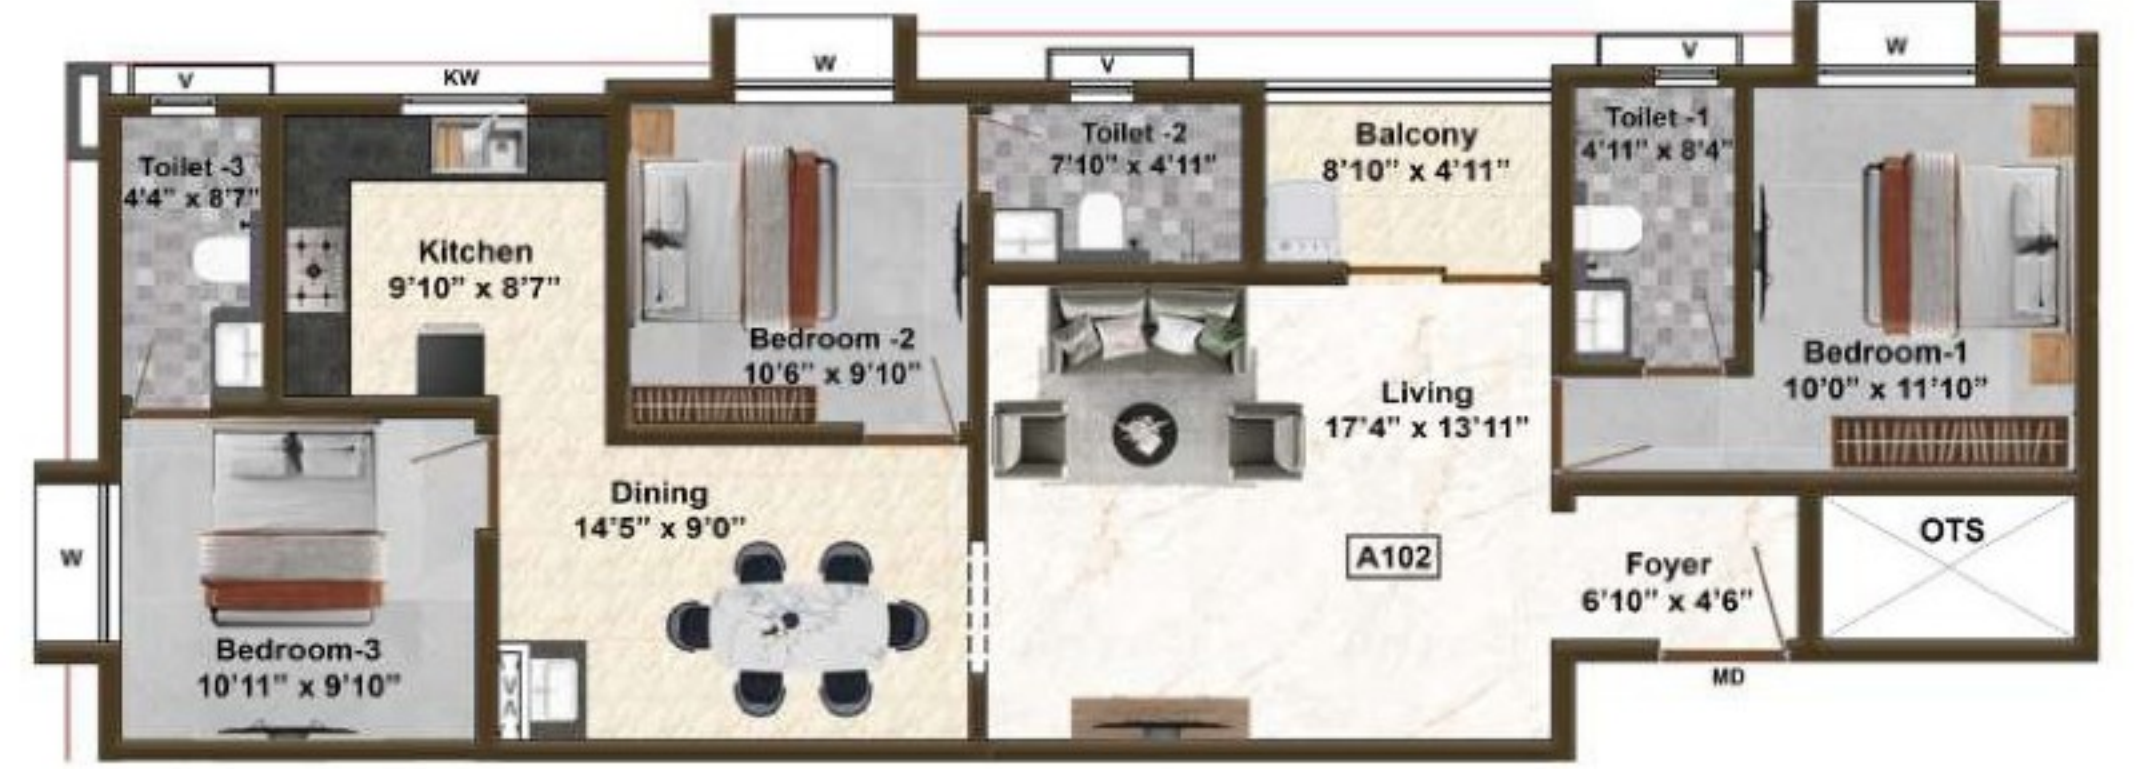 V
KW
W
V
V
W
Toilet -3
4'4" x 8'7"
Kitchen
9'10" x 8'7"
Bedroom -2
10'6" x 9'10"
Toilet -2
7'10" x 4'11"
Balcony
8'10" x 4'11"
Toilet -1
4'11" x 8'4"
Bedroom-1
10'0" x 11'10"
Living
17'4" x 13'11"
Dining
14'5" x 9'0"
A102
Foyer
6'10" x 4'6"
OTS
W
Bedroom-3
10'11" x 9'10"
MD